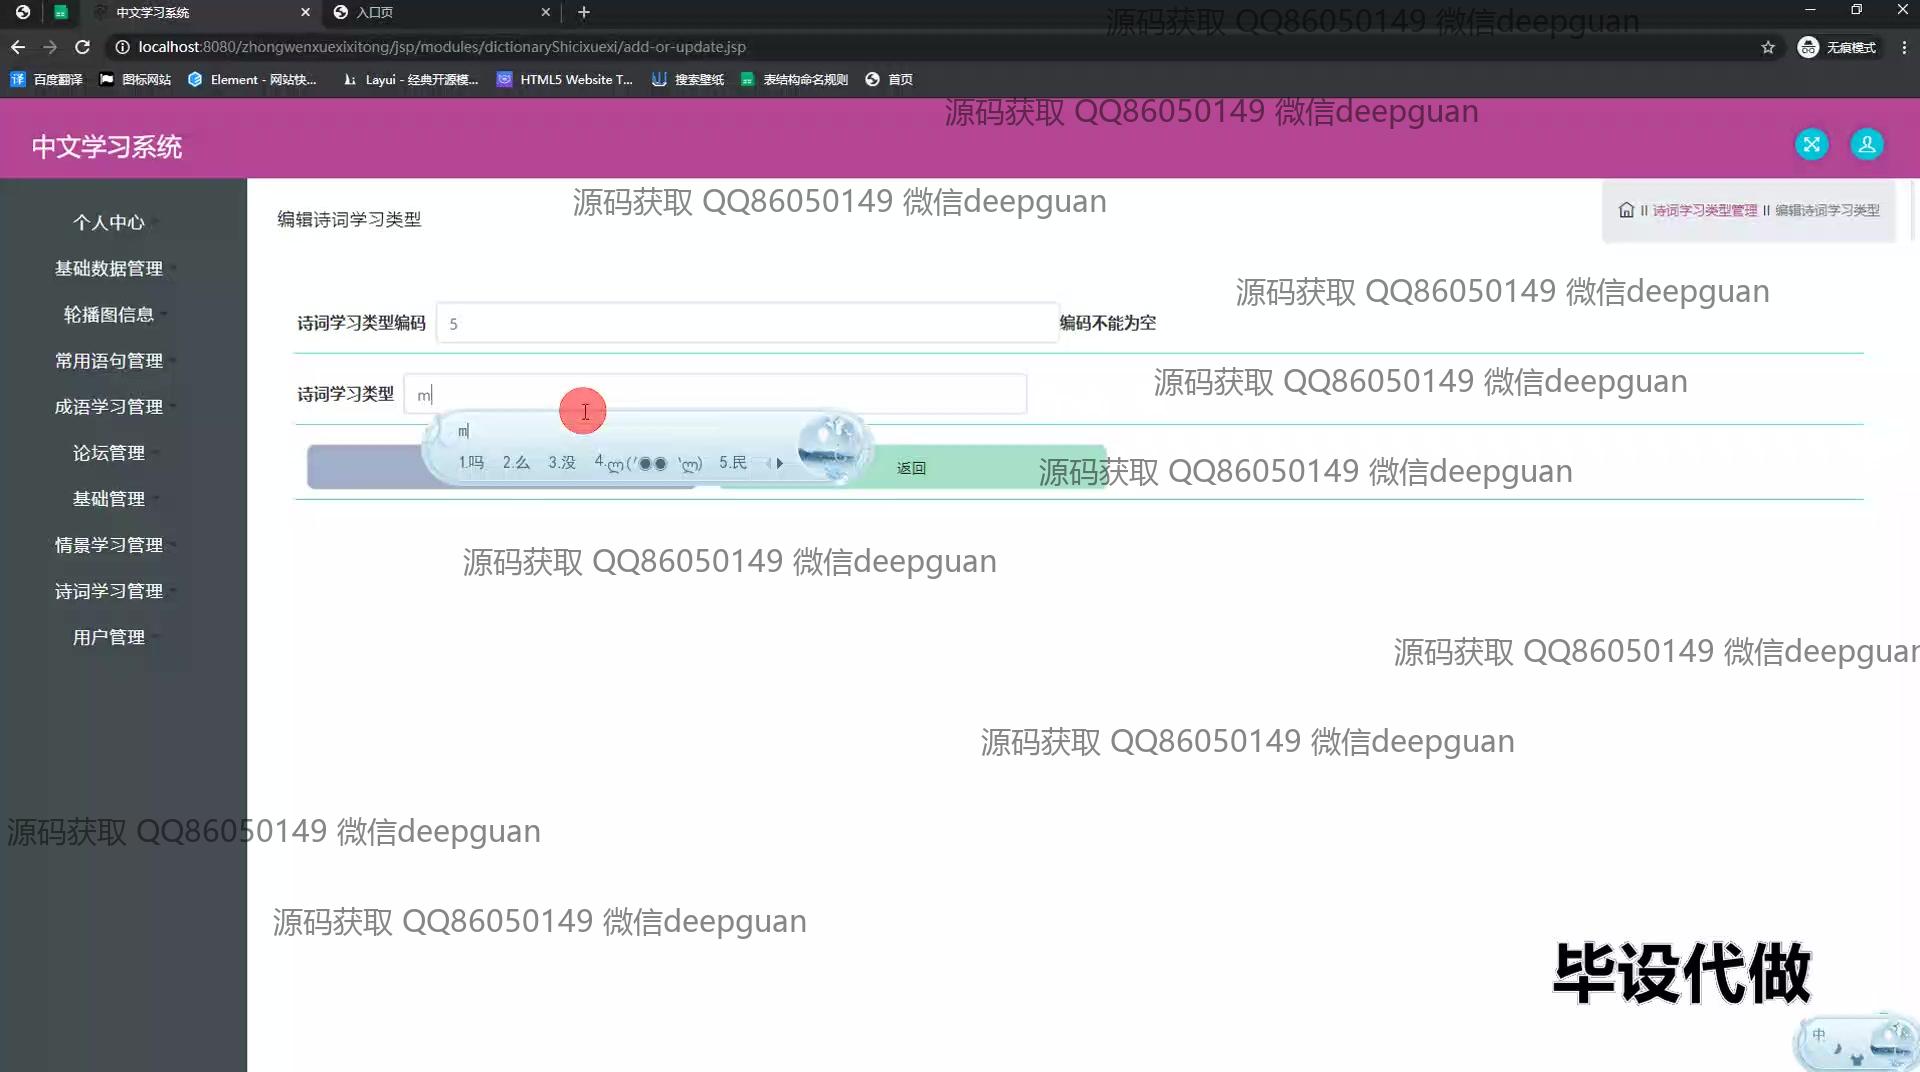 中文学习系统
入口页
源码获取 QQ86050149 微信deepguan
localhost:8080/zhongwenxuexixitong/jsp/modules/dictionaryShicixuexi/add-or-update.jsp
无痕模式
百度翻译
图标网站
Element - 网站快...
Layui - 经典开源模...
HTML5 Website T...
搜索壁纸
表结构命名规则
首页
源码获取 QQ86050149 微信deepguan
中文学习系统
源码获取 QQ86050149 微信deepguan
个人中心
编辑诗词学习类型
II 诗词学习类型管理 II 编辑诗词学习类型
基础数据管理
源码获取 QQ86050149 微信deepguan
轮播图信息
诗词学习类型编码 5 编码不能为空
常用语句管理
源码获取 QQ86050149 微信deepguan
诗词学习类型 m
成语学习管理
m
论坛管理
1.吗 2.么 3.没 4.ლ(′◉◉‵ლ) 5.民
返回
源码获取 QQ86050149 微信deepguan
基础管理
情景学习管理
源码获取 QQ86050149 微信deepguan
诗词学习管理
用户管理
源码获取 QQ86050149 微信deepguan
源码获取 QQ86050149 微信deepguan
源码获取 QQ86050149 微信deepguan
源码获取 QQ86050149 微信deepguan
毕设代做
中